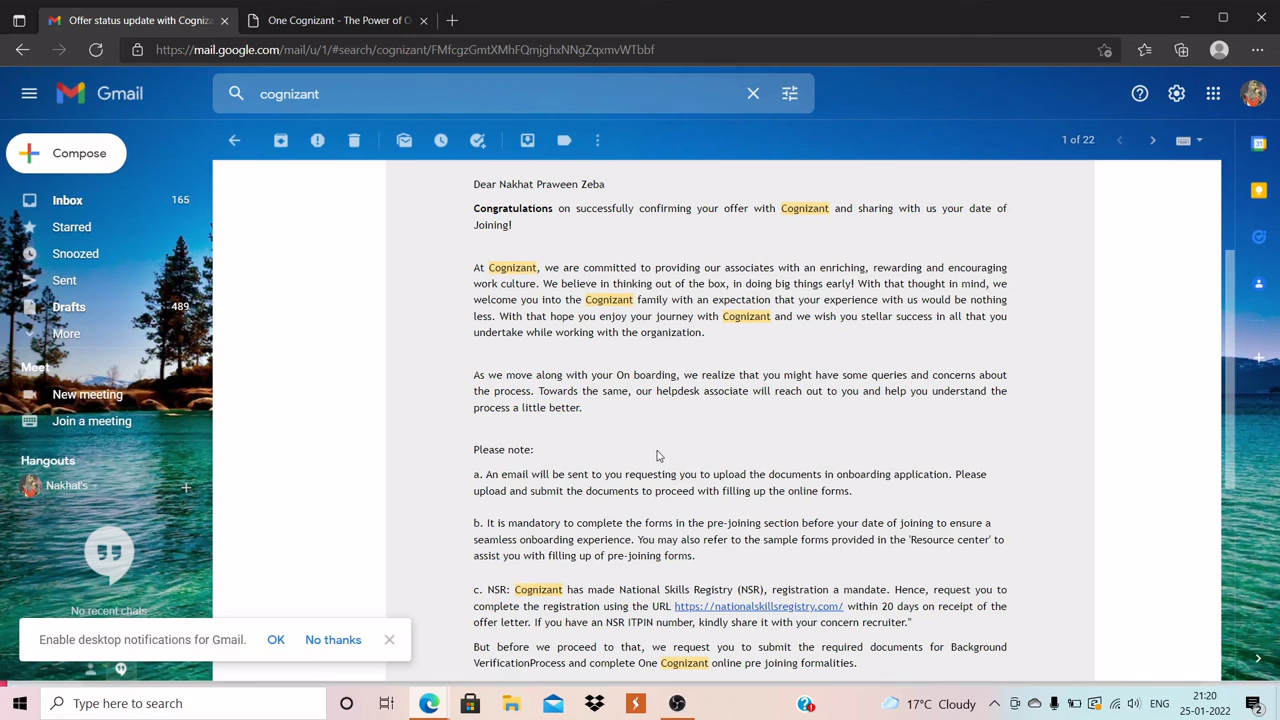 Offer status update with Cogniza
One Cognizant - The Power of O
https://mail.google.com/mail/u/1/#search/cognizant/FMfcgzGmtXMhFQmjghxNNgZqxmvWTbbf
Gmail
cognizant
Compose
1 of 22
Inbox 165
Starred
Snoozed
Sent
Drafts 489
More
Meet
New meeting
Join a meeting
Hangouts
Nakhat's
No recent chats
Dear Nakhat Praween Zeba
Congratulations on successfully confirming your offer with Cognizant and sharing with us your date of
Joining!
At Cognizant, we are committed to providing our associates with an enriching, rewarding and encouraging
work culture. We believe in thinking out of the box, in doing big things early! With that thought in mind, we
welcome you into the Cognizant family with an expectation that your experience with us would be nothing
less. With that hope you enjoy your journey with Cognizant and we wish you stellar success in all that you
undertake while working with the organization.
As we move along with your On boarding, we realize that you might have some queries and concerns about
the process. Towards the same, our helpdesk associate will reach out to you and help you understand the
process a little better.
Please note:
a. An email will be sent to you requesting you to upload the documents in onboarding application. Please
upload and submit the documents to proceed with filling up the online forms.
b. It is mandatory to complete the forms in the pre-joining section before your date of joining to ensure a
seamless onboarding experience. You may also refer to the sample forms provided in the 'Resource center' to
assist you with filling up of pre-joining forms.
c. NSR: Cognizant has made National Skills Registry (NSR), registration a mandate. Hence, request you to
complete the registration using the URL https://nationalskillsregistry.com/ within 20 days on receipt of the
offer letter. If you have an NSR ITPIN number, kindly share it with your concern recruiter."
But before we proceed to that, we request you to submit the required documents for Background
VerificationProcess and complete One Cognizant online pre joining formalities.
Enable desktop notifications for Gmail. OK No thanks
Type here to search
17°C Cloudy
ENG
21:20
25-01-2022
2